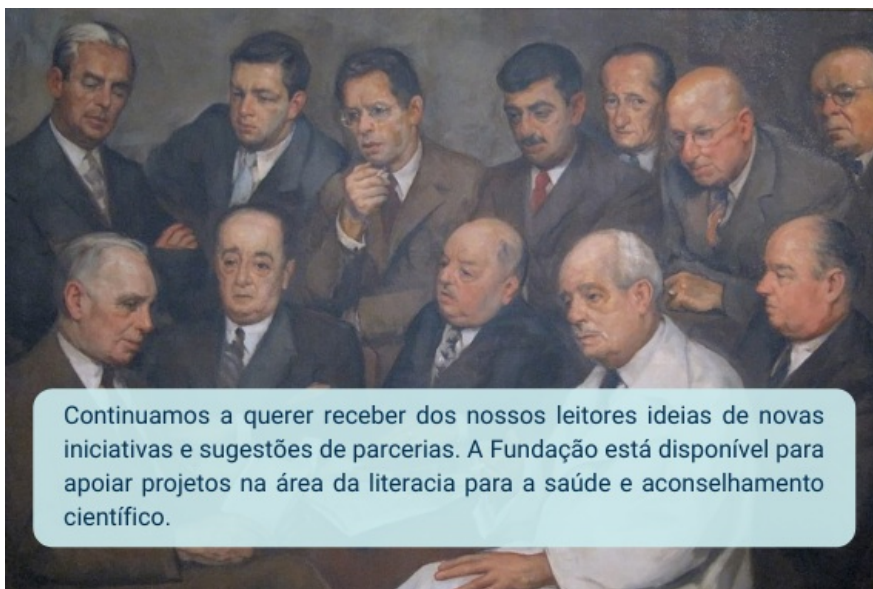 Continuamos a querer receber dos nossos leitores ideias de novas
iniciativas e sugestões de parcerias. A Fundação está disponível para
apoiar projetos na área da literacia para a saúde e aconselhamento
científico.